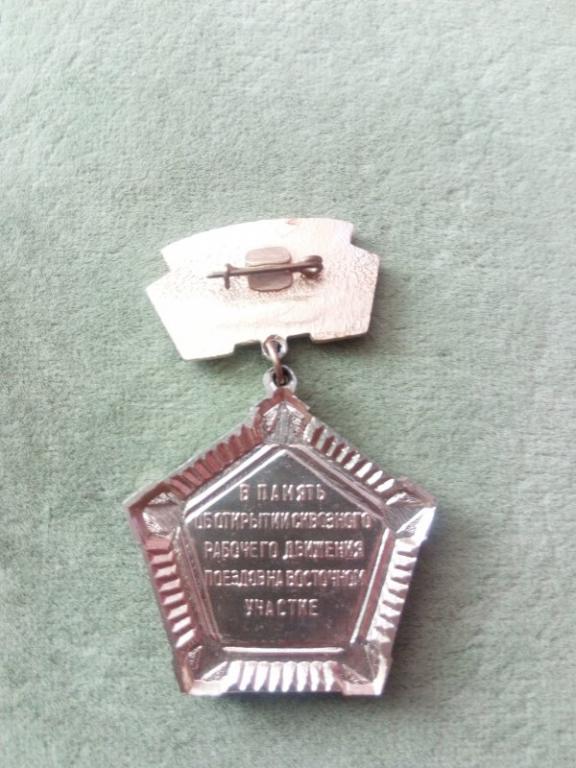 В ПАМЯТЬ
ОБ ОТКРЫТИИ СКВОЗНОГО
РАБОЧЕГО ДВИЖЕНИЯ
ПОЕЗДОВ НА ВОСТОЧНОМ
УЧАСТКЕ